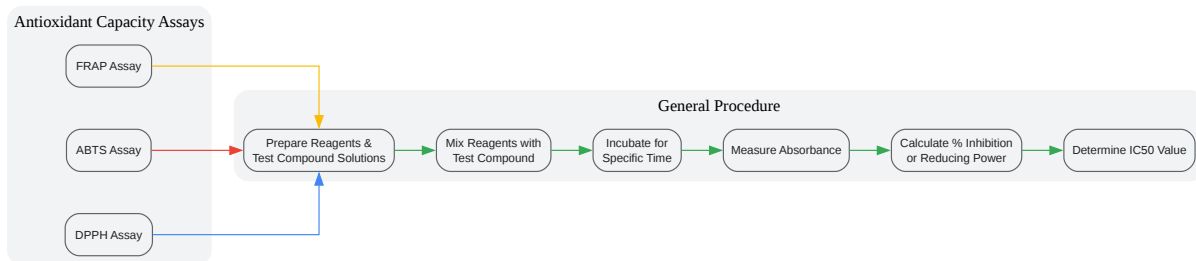 Antioxidant Capacity Assays
FRAP Assay
ABTS Assay
DPPH Assay
General Procedure
Prepare Reagents &
Test Compound Solutions
Mix Reagents with
Test Compound
Incubate for
Specific Time
Measure Absorbance
Calculate % Inhibition
or Reducing Power
Determine IC50 Value